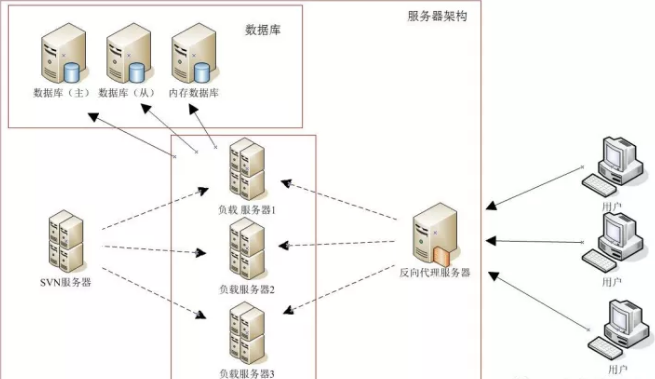 服务器架构
数据库
数据库（主） 数据库（从） 内存数据库
负载 服务器1
用户
SVN服务器
反向代理服务器
负载服务器2
用户
负载服务器3
用户